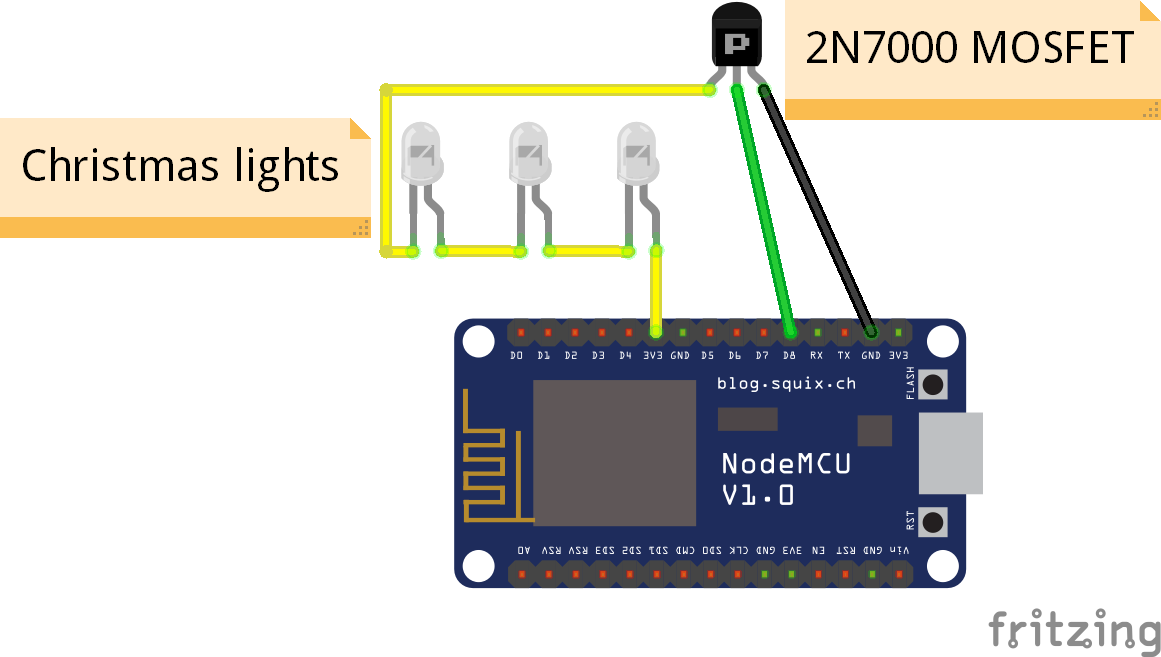 P
2N7000 MOSFET
Christmas lights
D0 D1 D2 D3 D4 3V3 GND D5 D6 D7 D8 RX TX GND 3V3
FLASH
blog.squix.ch
NodeMCU
V1.0
RST
A0 RSV RSV SD3 SD2 SD1 CMD SD0 CLK GND 3V3 EN RST GND Vin
fritzing